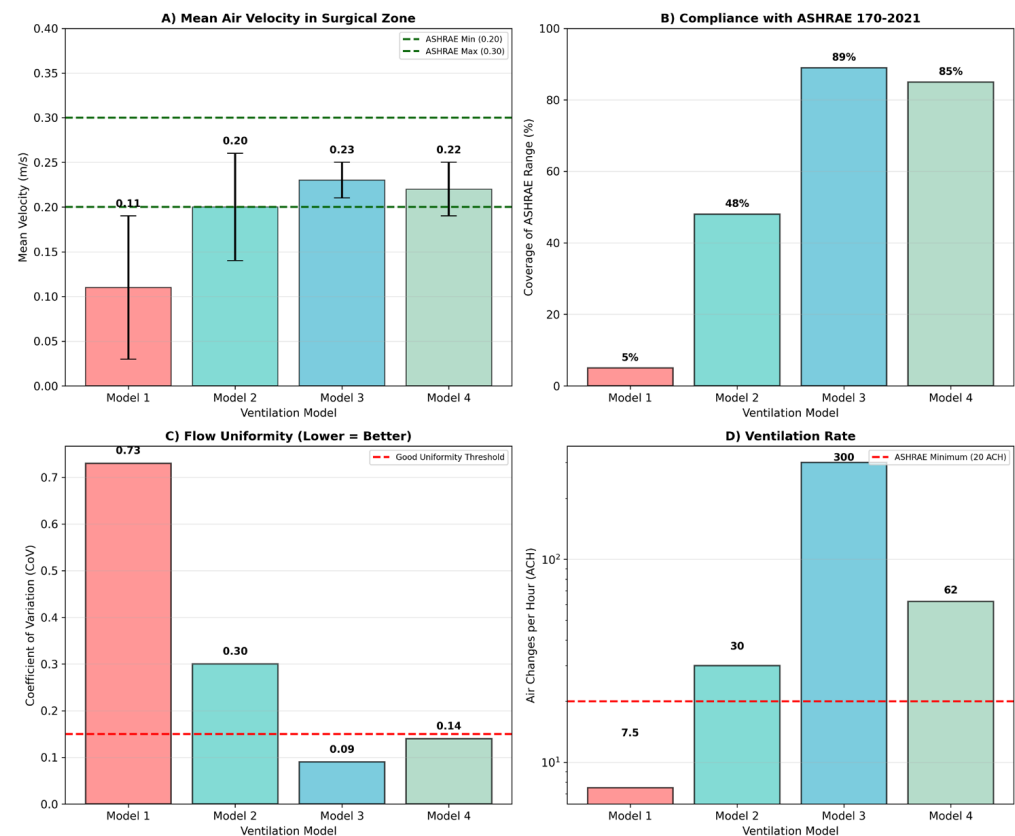 A) Mean Air Velocity in Surgical Zone
ASHRAE Min (0.20)
ASHRAE Max (0.30)
Mean Velocity (m/s)
0.40
0.35
0.30
0.25
0.20
0.15
0.10
0.05
0.00
0.11
0.20
0.23
0.22
Model 1 Model 2 Model 3 Model 4
Ventilation Model
B) Compliance with ASHRAE 170-2021
Coverage of ASHRAE Range (%)
100
80
60
40
20
0
5%
48%
89%
85%
Model 1 Model 2 Model 3 Model 4
Ventilation Model
C) Flow Uniformity (Lower = Better)
Good Uniformity Threshold
Coefficient of Variation (CoV)
0.7
0.6
0.5
0.4
0.3
0.2
0.1
0.0
0.73
0.30
0.09
0.14
Model 1 Model 2 Model 3 Model 4
Ventilation Model
D) Ventilation Rate
ASHRAE Minimum (20 ACH)
Air Changes per Hour (ACH)
10²
10¹
7.5
30
300
62
Model 1 Model 2 Model 3 Model 4
Ventilation Model